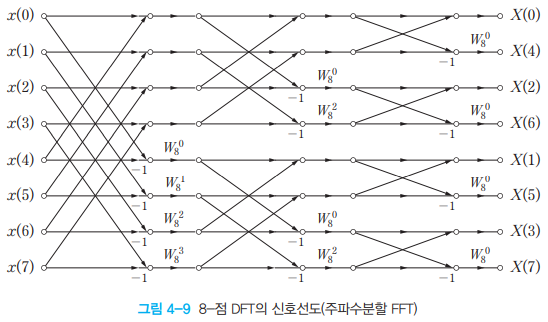 x(0) X(0)
x(1) W₈⁰ X(4)
−1
x(2) W₈⁰ X(2)
−1
x(3) W₈² W₈⁰ X(6)
−1 −1
x(4) W₈⁰ X(1)
−1
x(5) W₈¹ W₈⁰ X(5)
−1 −1
x(6) W₈² W₈⁰ X(3)
−1 −1
x(7) W₈³ W₈² W₈⁰ X(7)
−1 −1 −1
그림 4-9 8-점 DFT의 신호선도(주파수분할 FFT)